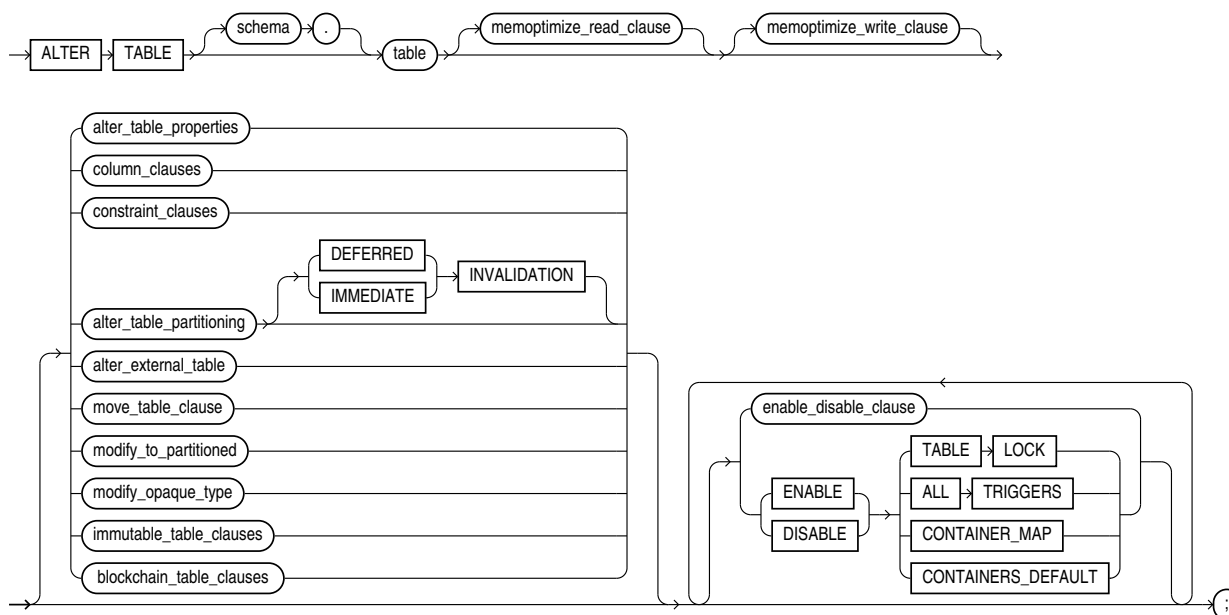 schema .
memoptimize_read_clause
memoptimize_write_clause
ALTER TABLE
table
alter_table_properties
column_clauses
constraint_clauses
DEFERRED
INVALIDATION
IMMEDIATE
alter_table_partitioning
alter_external_table
move_table_clause
modify_to_partitioned
modify_opaque_type
immutable_table_clauses
blockchain_table_clauses
enable_disable_clause
TABLE LOCK
ENABLE
ALL TRIGGERS
DISABLE
CONTAINER_MAP
CONTAINERS_DEFAULT
;